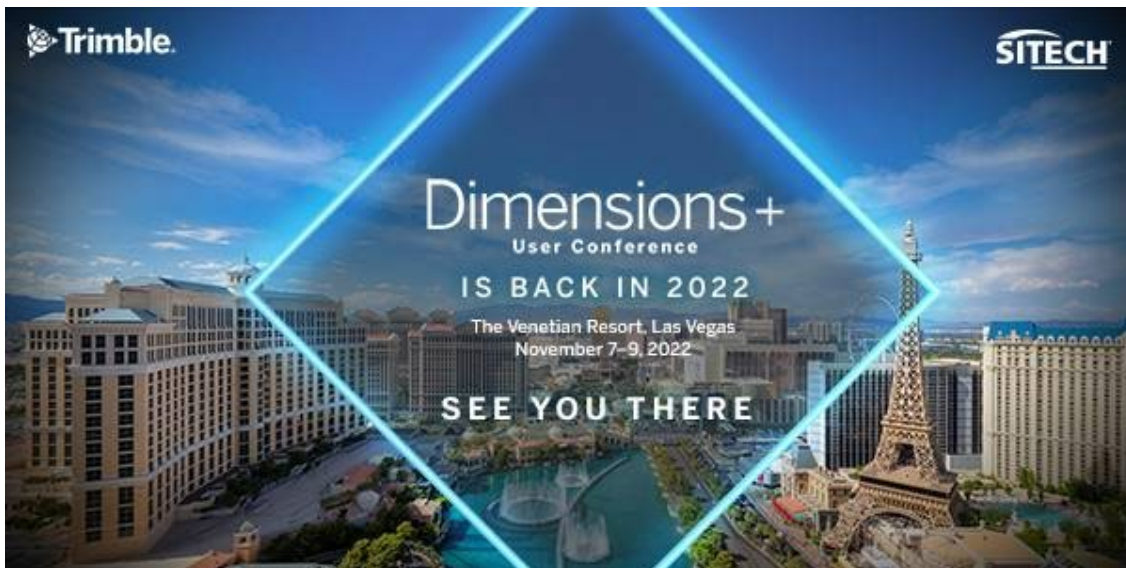 Trimble.
SITECH
Dimensions +
User Conference
IS BACK IN 2022
The Venetian Resort, Las Vegas
November 7–9, 2022
SEE YOU THERE